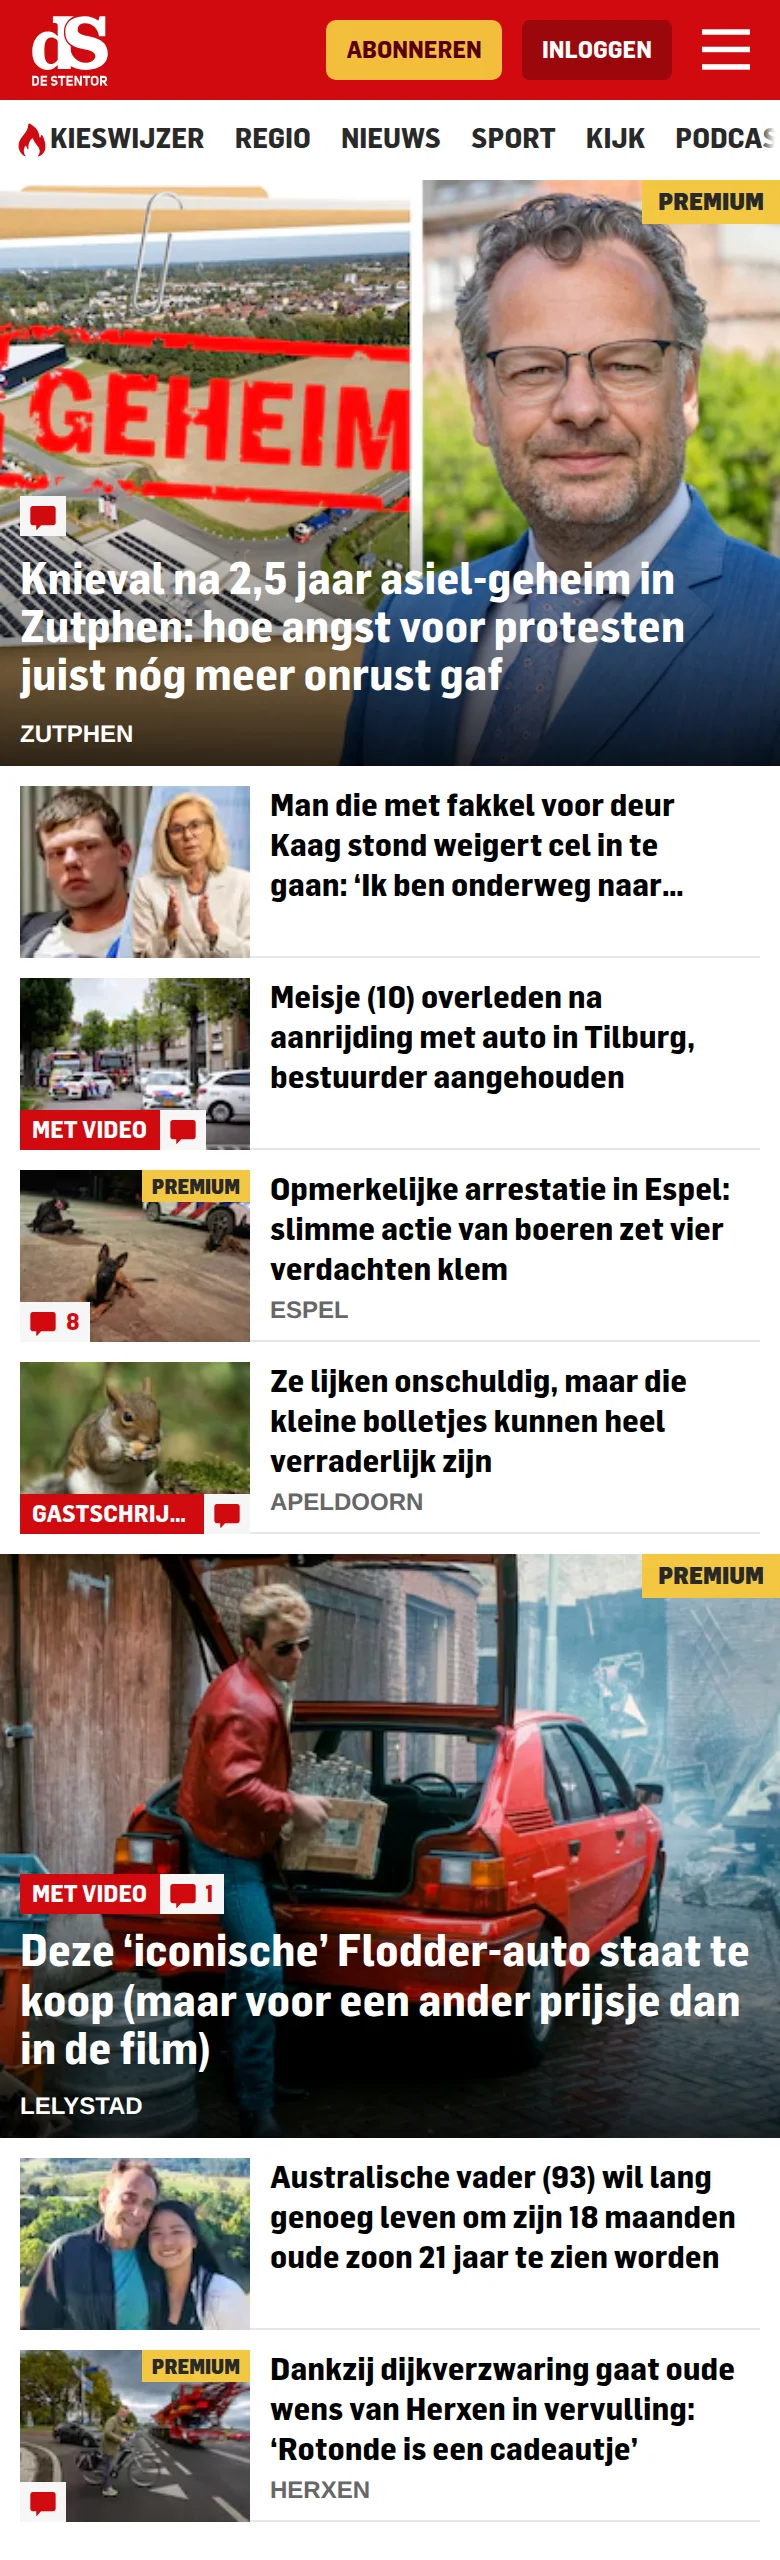 dS
DE STENTOR
ABONNEREN
INLOGGEN
KIESWIJZER REGIO NIEUWS SPORT KIJK PODCAS
PREMIUM
GEHEIM
Knieval na 2,5 jaar asiel-geheim in
Zutphen: hoe angst voor protesten
juist nóg meer onrust gaf
ZUTPHEN
Man die met fakkel voor deur
Kaag stond weigert cel in te
gaan: ‘Ik ben onderweg naar...
Meisje (10) overleden na
aanrijding met auto in Tilburg,
bestuurder aangehouden
MET VIDEO
PREMIUM
Opmerkelijke arrestatie in Espel:
slimme actie van boeren zet vier
verdachten klem
ESPEL
8
Ze lijken onschuldig, maar die
kleine bolletjes kunnen heel
verraderlijk zijn
APELDOORN
GASTSCHRIJ...
PREMIUM
MET VIDEO
1
Deze ‘iconische’ Flodder-auto staat te
koop (maar voor een ander prijsje dan
in de film)
LELYSTAD
Australische vader (93) wil lang
genoeg leven om zijn 18 maanden
oude zoon 21 jaar te zien worden
PREMIUM
Dankzij dijkverzwaring gaat oude
wens van Herxen in vervulling:
‘Rotonde is een cadeautje’
HERXEN